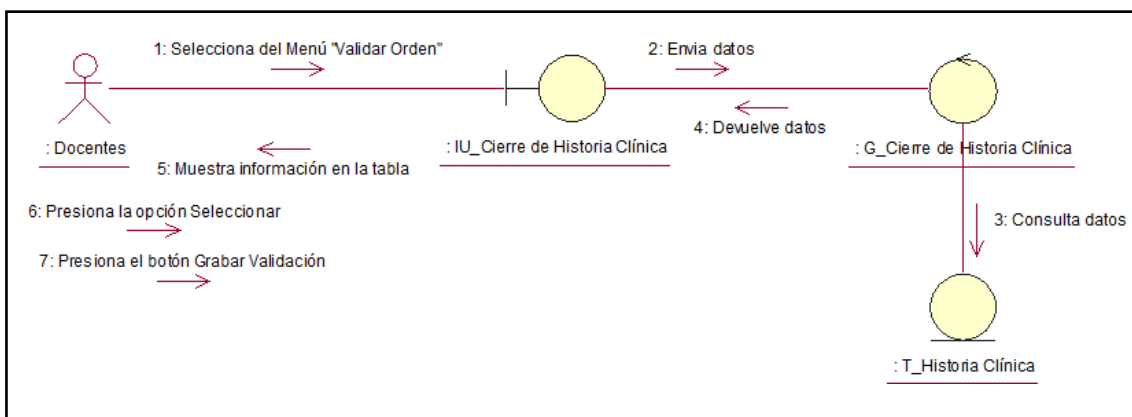 1: Selecciona del Menú "Validar Orden"
2: Envia datos
4: Devuelve datos
: Docentes
: IU_Cierre de Historia Clínica
: G_Cierre de Historia Clínica
5: Muestra información en la tabla
6: Presiona la opción Seleccionar
3: Consulta datos
7: Presiona el botón Grabar Validación
: T_Historia Clínica